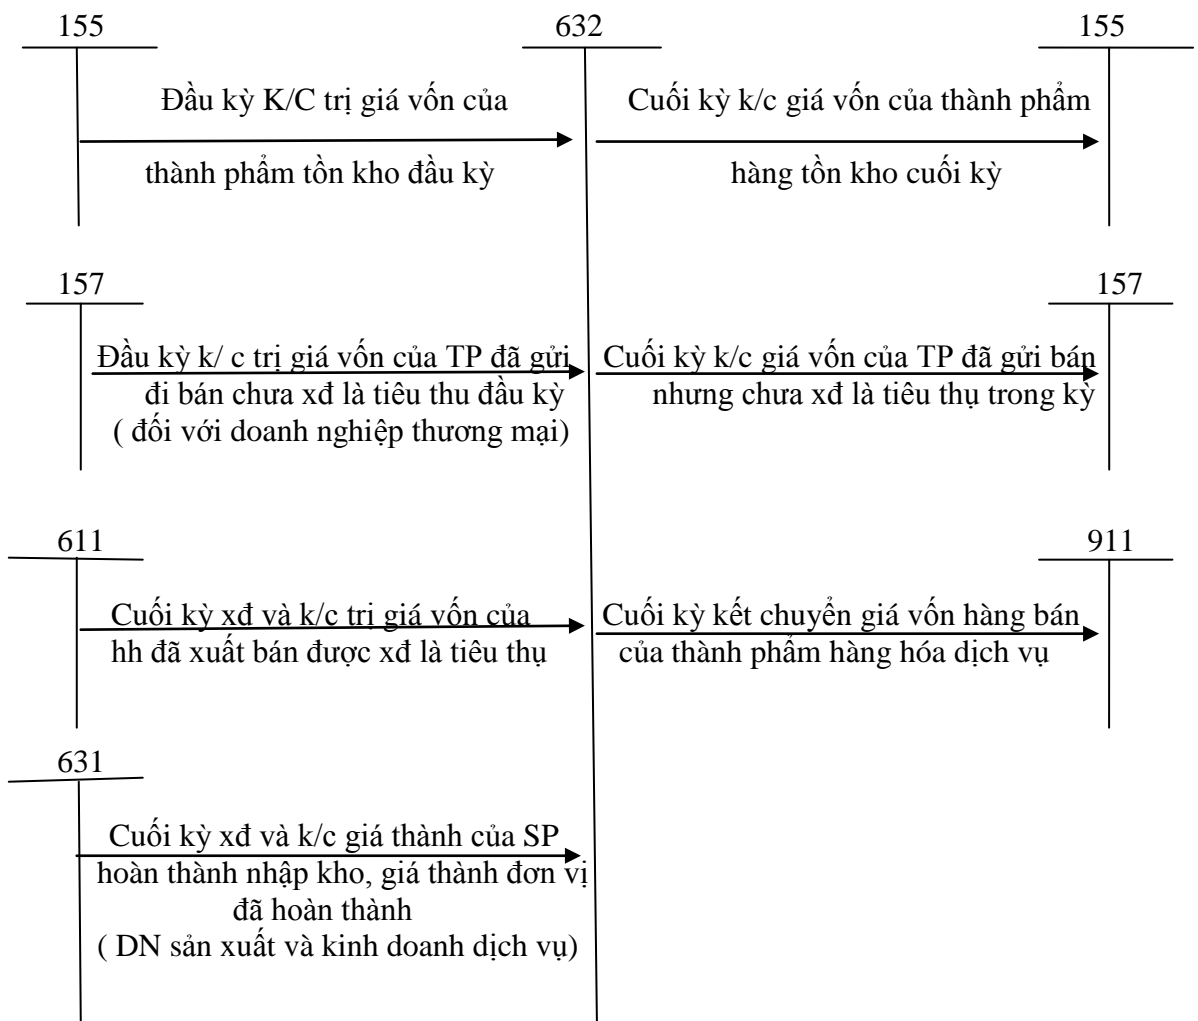 155
632
155
Đầu kỳ K/C trị giá vốn của
thành phẩm tồn kho đầu kỳ
Cuối kỳ k/c giá vốn của thành phẩm
hàng tồn kho cuối kỳ
157
157
Đầu kỳ k/ c trị giá vốn của TP đã gửi
đi bán chưa xđ là tiêu thu đầu kỳ
( đối với doanh nghiệp thương mại)
Cuối kỳ k/c giá vốn của TP đã gửi bán
nhưng chưa xđ là tiêu thụ trong kỳ
611
911
Cuối kỳ xđ và k/c trị giá vốn của
hh đã xuất bán được xđ là tiêu thụ
Cuối kỳ kết chuyển giá vốn hàng bán
của thành phẩm hàng hóa dịch vụ
631
Cuối kỳ xđ và k/c giá thành của SP
hoàn thành nhập kho, giá thành đơn vị
đã hoàn thành
( DN sản xuất và kinh doanh dịch vụ)